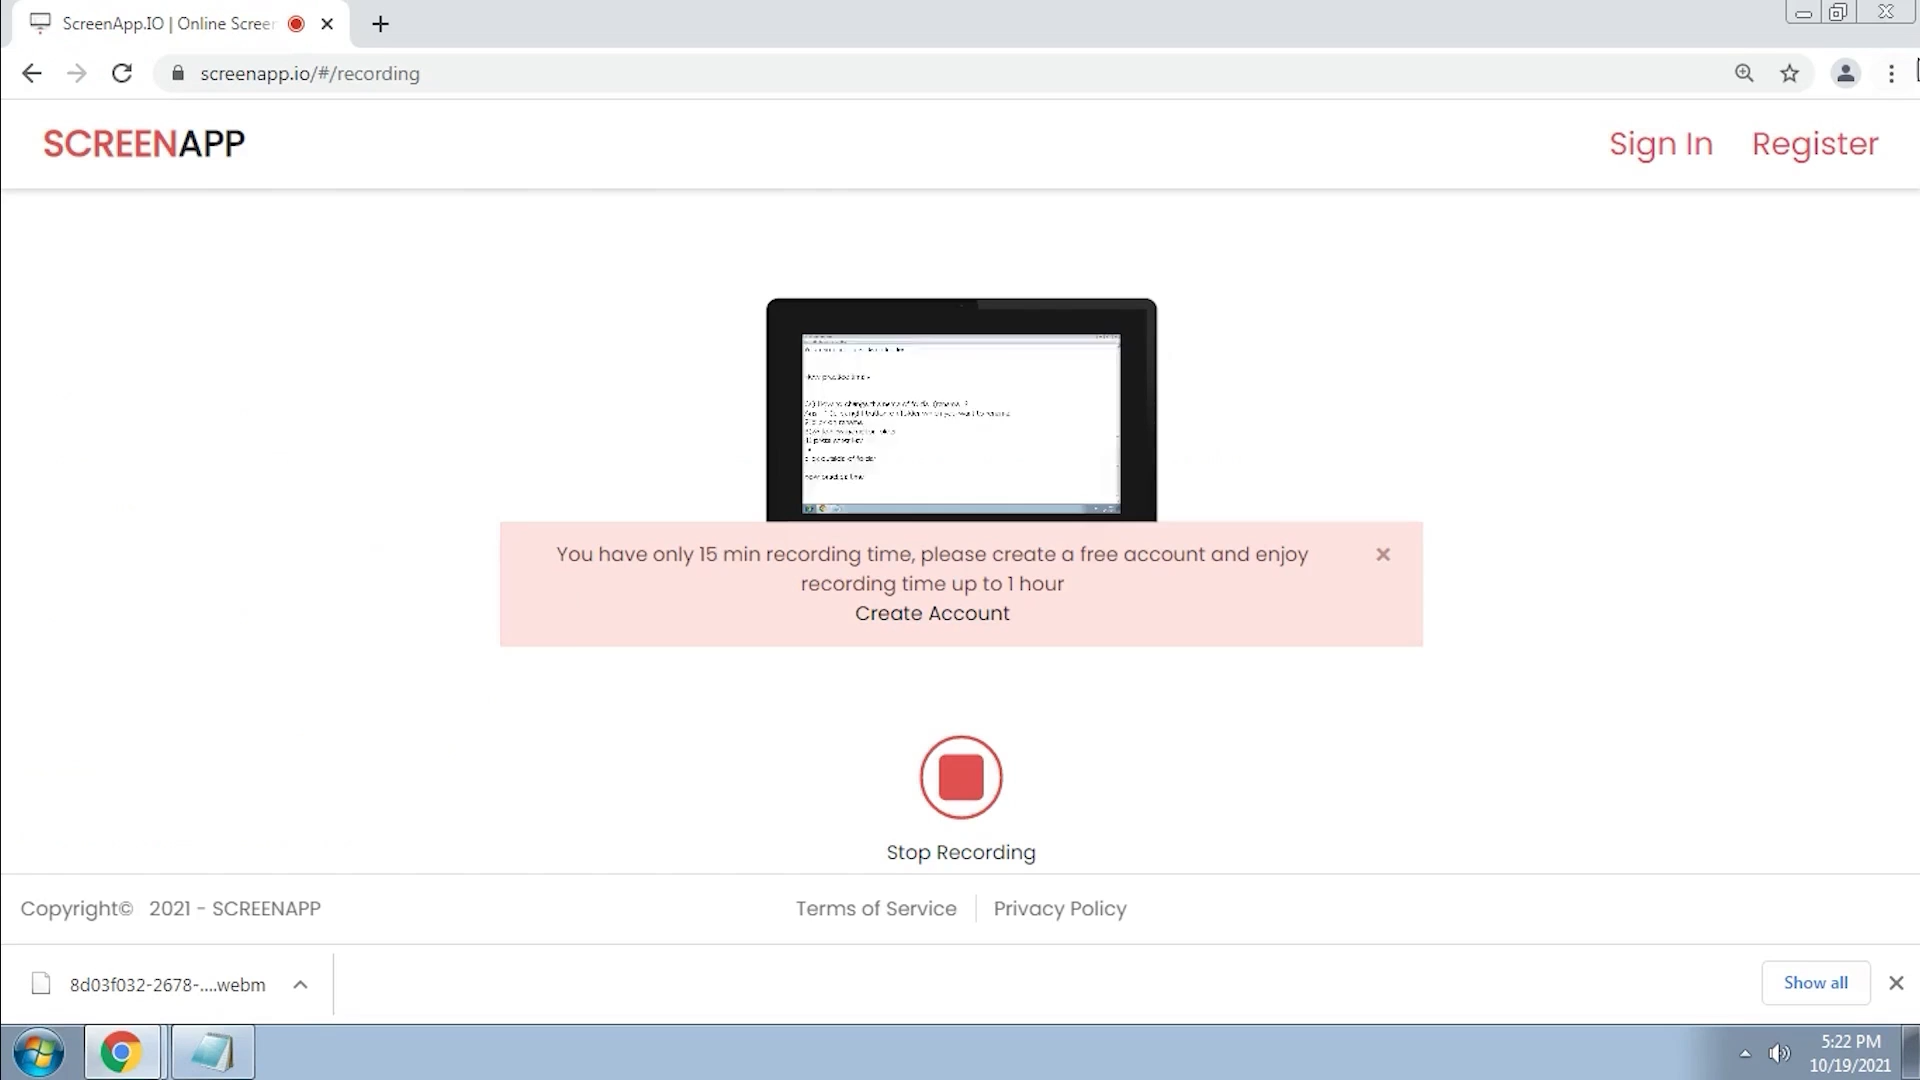 ScreenApp.IO | Online Screen
screenapp.io/#/recording
SCREENAPP
Sign In
Register
You have only 15 min recording time, please create a free account and enjoy
recording time up to 1 hour
Create Account
Stop Recording
Copyright© 2021 - SCREENAPP
Terms of Service
Privacy Policy
8d03f032-2678-....webm
Show all
5:22 PM
10/19/2021